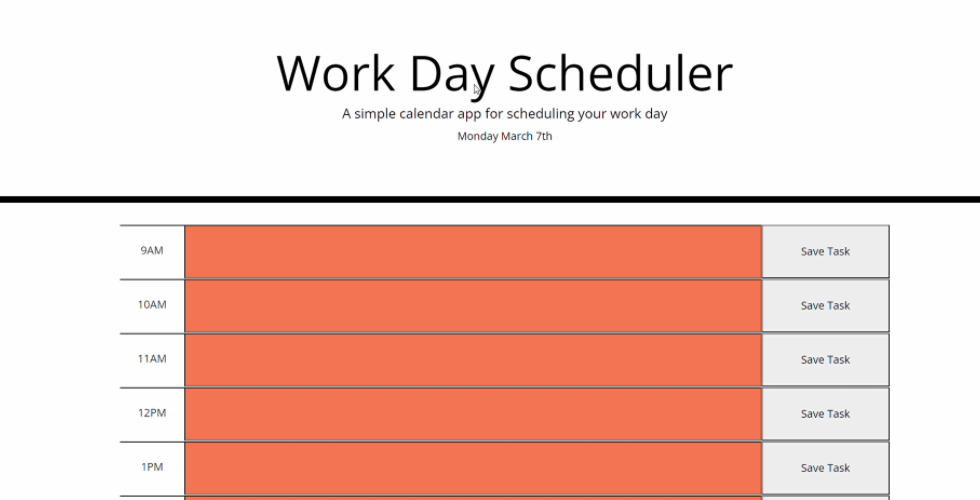 Work Day Scheduler
A simple calendar app for scheduling your work day
Monday March 7th
9AM Save Task
10AM Save Task
11AM Save Task
12PM Save Task
1PM Save Task